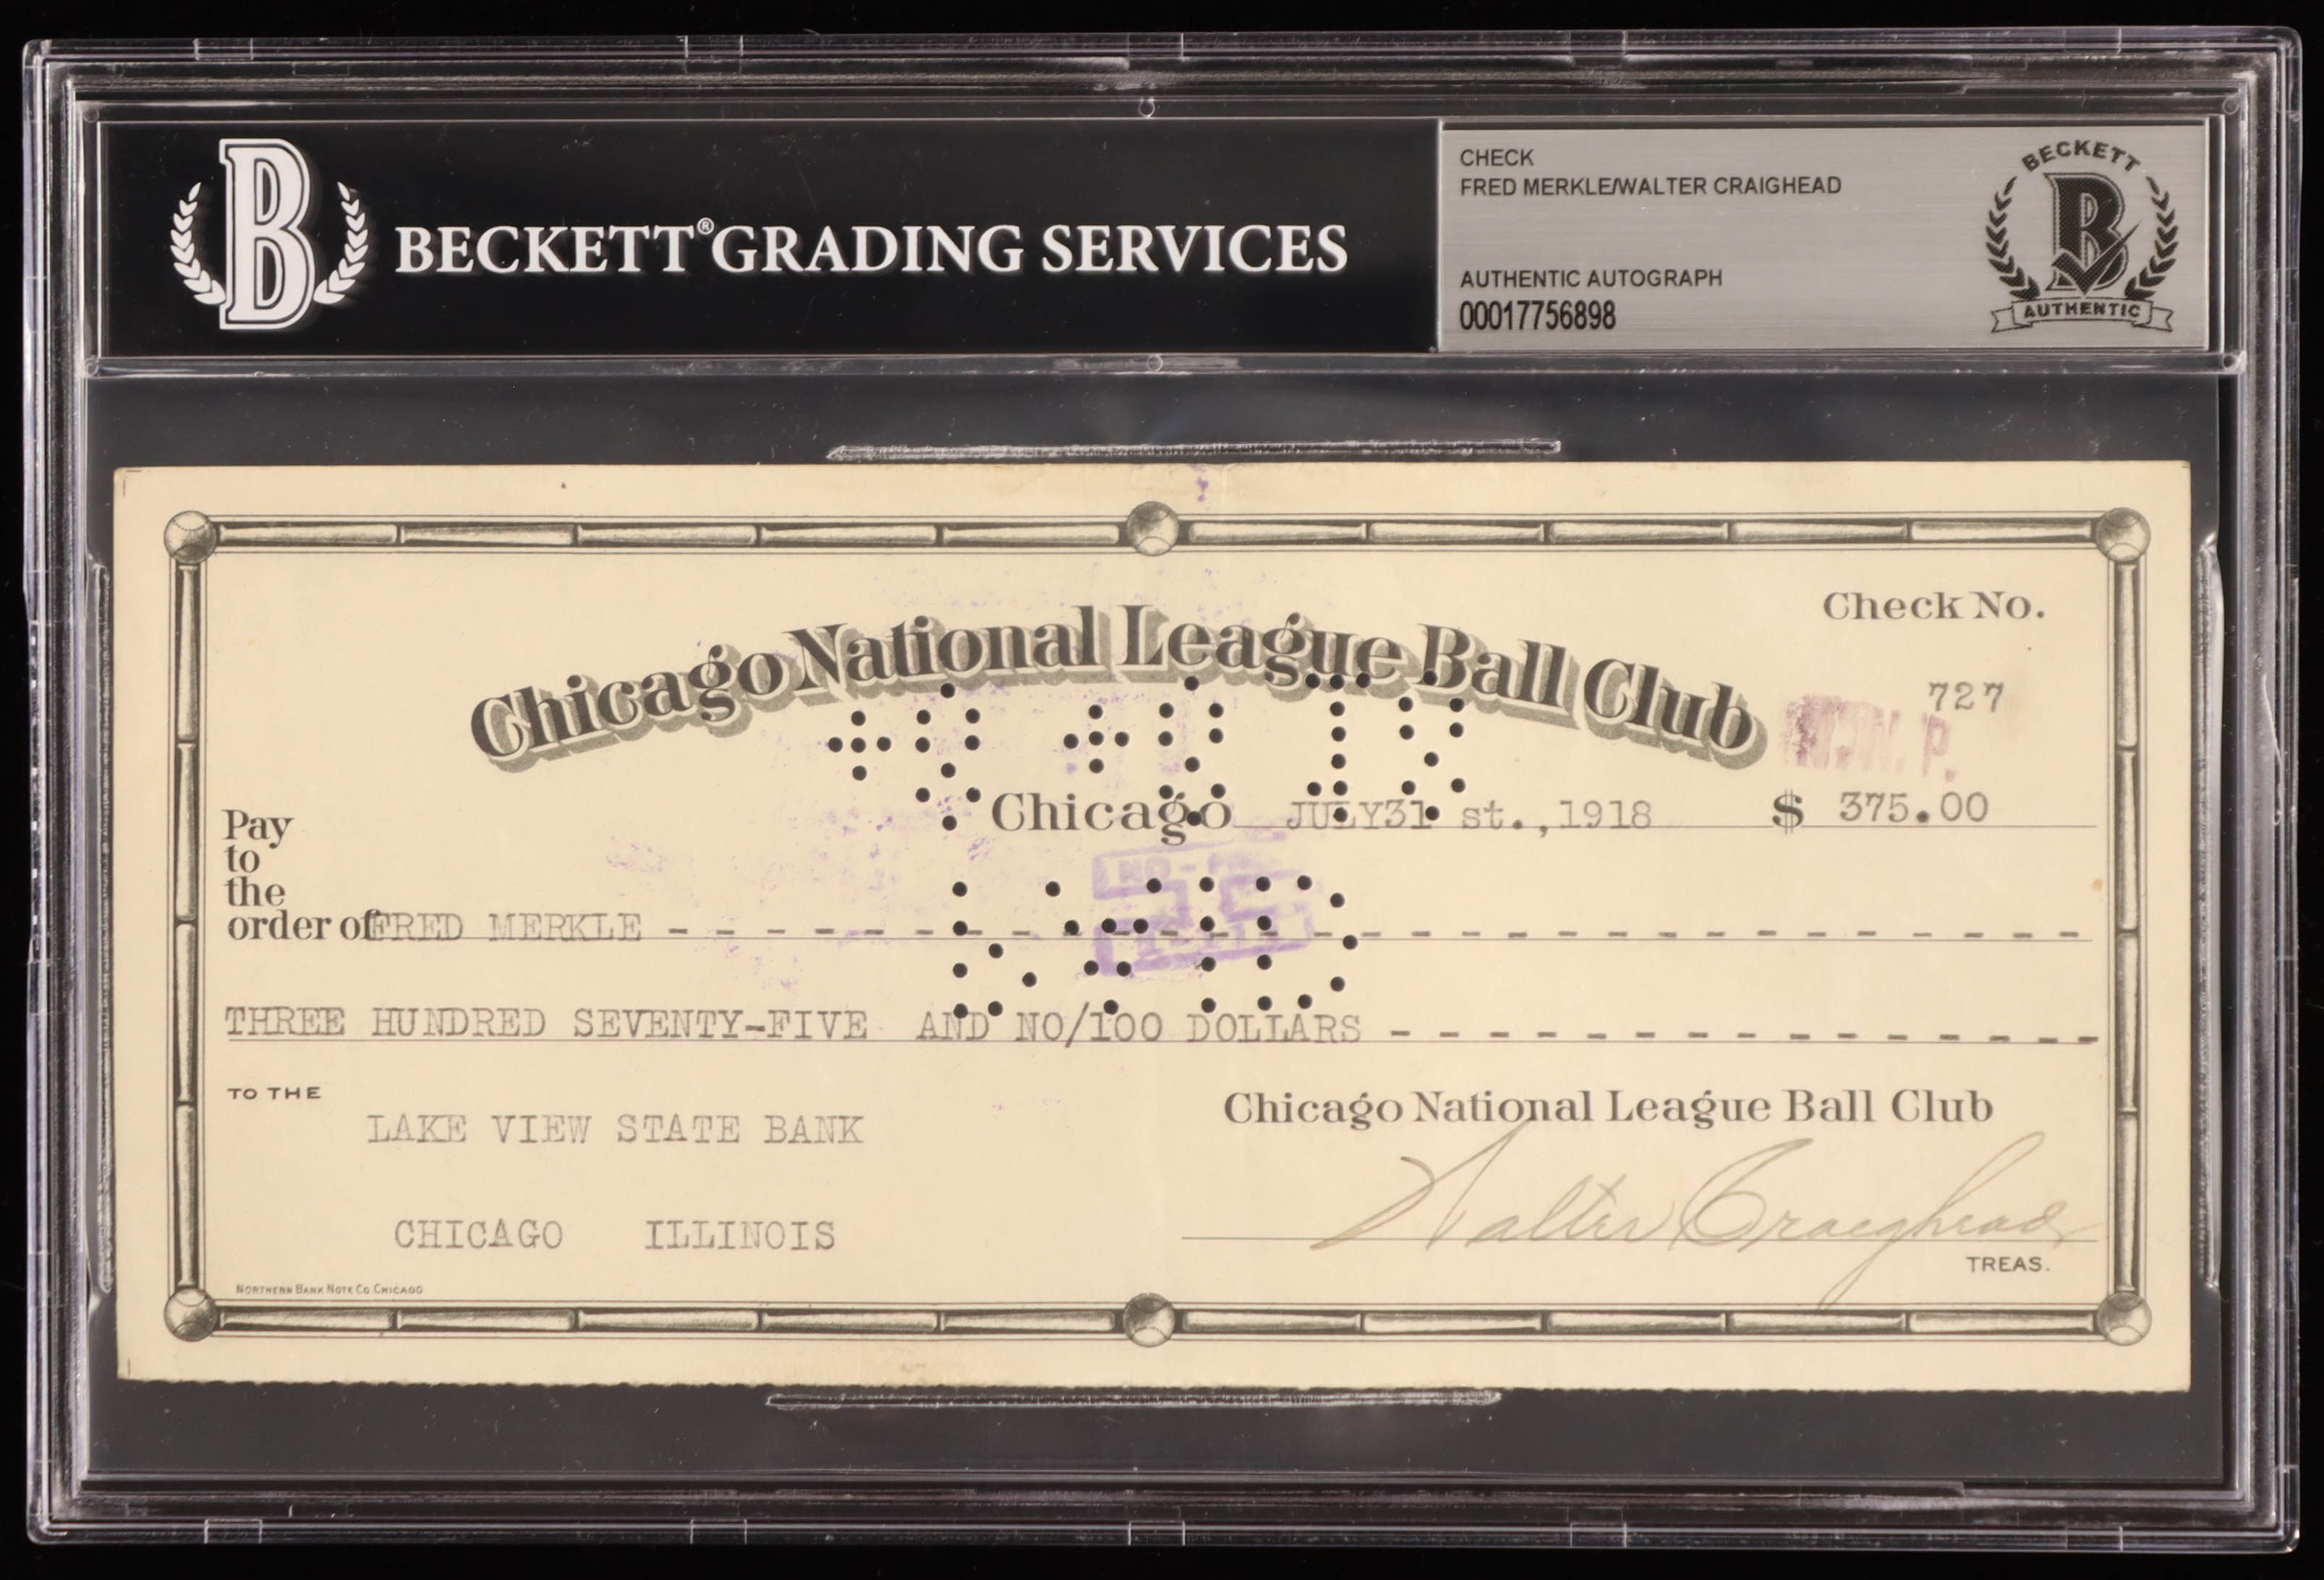 B BECKETT® GRADING SERVICES
CHECK
FRED MERKLE/WALTER CRAIGHEAD
AUTHENTIC AUTOGRAPH
00017756898
BECKETT
B
AUTHENTIC
Check No.
Chicago National League Ball Club
727
N. P.
Chicago JULY31 st.,1918 $ 375.00
Pay
to
the
order of FRED MERKLE
THREE HUNDRED SEVENTY-FIVE AND NO/100 DOLLARS
TO THE
LAKE VIEW STATE BANK
CHICAGO ILLINOIS
Chicago National League Ball Club
Walter Craighead
TREAS.
NORTHERN BANK NOTE CO CHICAGO
PAID